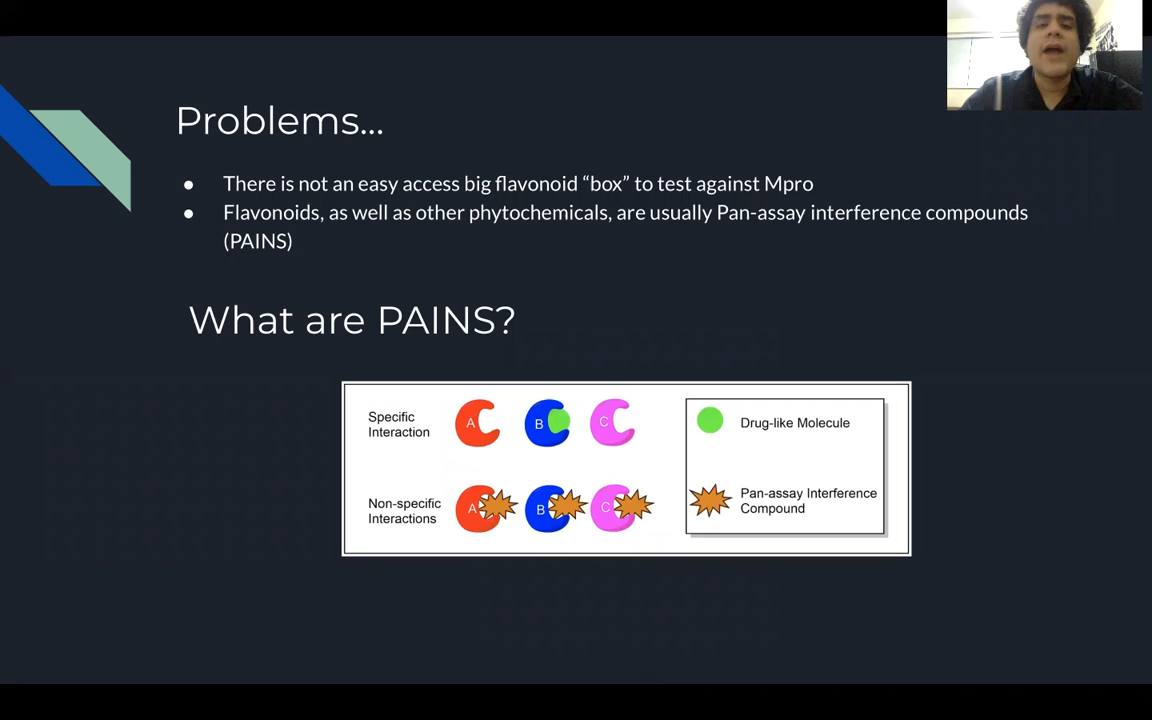 Problems...
● There is not an easy access big flavonoid “box” to test against Mpro
● Flavonoids, as well as other phytochemicals, are usually Pan-assay interference compounds
(PAINS)
What are PAINS?
Specific
Interaction
A
B
C
Drug-like Molecule
Non-specific
Interactions
A
B
C
Pan-assay Interference
Compound